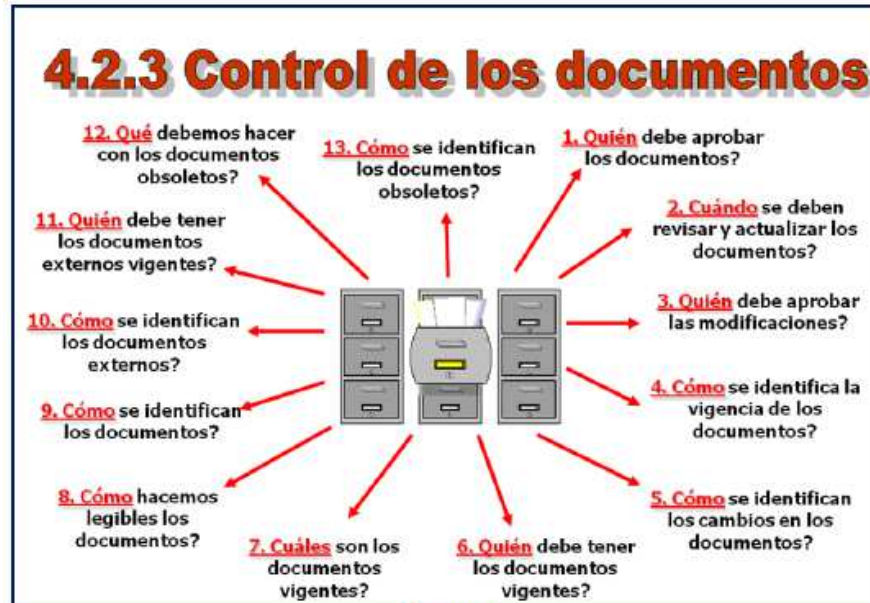 4.2.3 Control de los documentos
1. Quién debe aprobar
los documentos?
2. Cuándo se deben
revisar y actualizar los
documentos?
3. Quién debe aprobar
las modificaciones?
4. Cómo se identifica la
vigencia de los
documentos?
5. Cómo se identifican
los cambios en los
documentos?
6. Quién debe tener
los documentos
vigentes?
7. Cuáles son los
documentos
vigentes?
8. Cómo hacemos
legibles los
documentos?
9. Cómo se identifican
los documentos?
10. Cómo se identifican
los documentos
externos?
11. Quién debe tener
los documentos
externos vigentes?
12. Qué debemos hacer
con los documentos
obsoletos?
13. Cómo se identifican
los documentos
obsoletos?